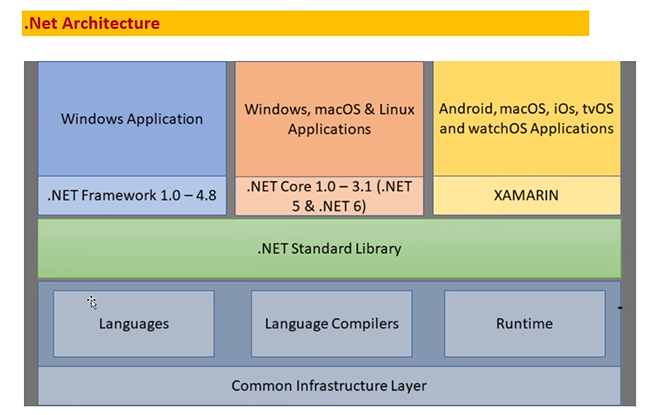 .Net Architecture
Windows Application
Windows, macOS & Linux
Applications
Android, macOS, iOs, tvOS
and watchOS Applications
.NET Framework 1.0 – 4.8
.NET Core 1.0 – 3.1 (.NET
5 & .NET 6)
XAMARIN
.NET Standard Library
Languages
Language Compilers
Runtime
Common Infrastructure Layer